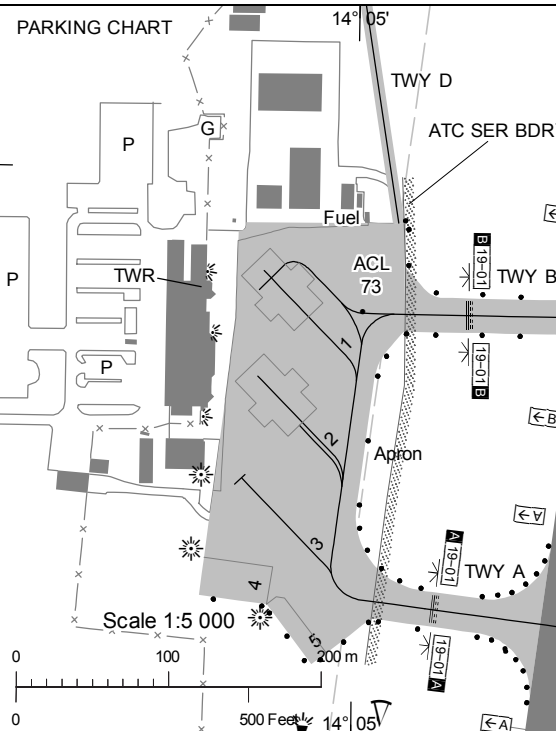 PARKING CHART
14° 05'
TWY D
G
P
ATC SER BDR
Fuel
P
TWR
ACL
73
B 19-01
TWY B
1
19-01 B
P
2
←B
Apron
←A
3
A 19-01
TWY A
4
Scale 1:5 000
5
19-01 A
0 100 200 m
0 500 Feet
14° 05'
←A